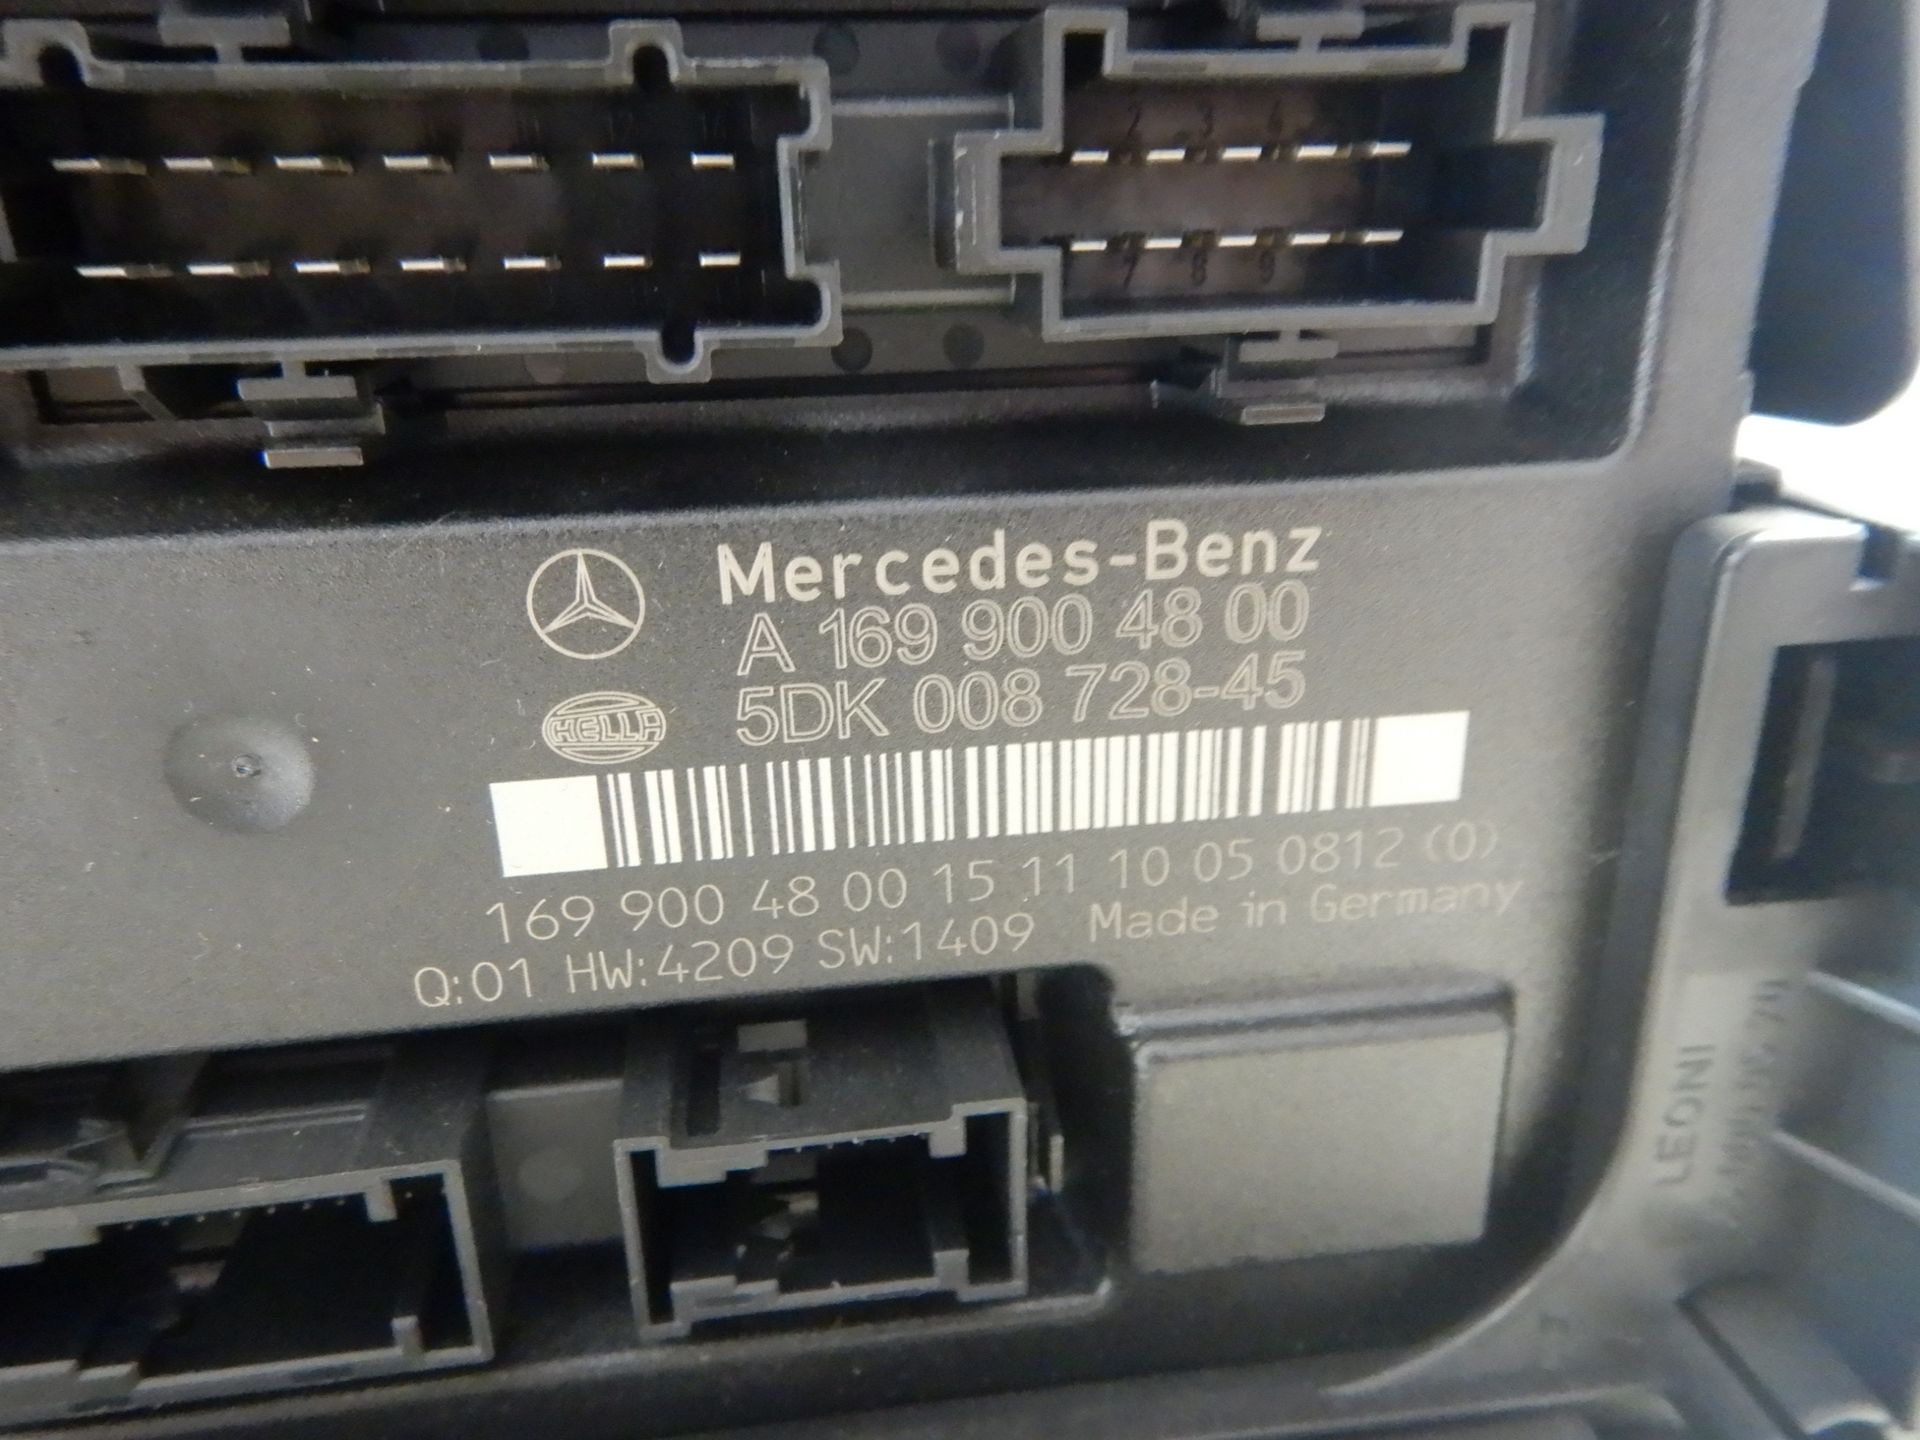 Mercedes-Benz
A 169 900 48 00
HELLA
5DK 008 728-45
169 900 48 00 15 11 10 05 0812 (0)
Q:01 HW:4209 SW:1409 Made in Germany
LEONI